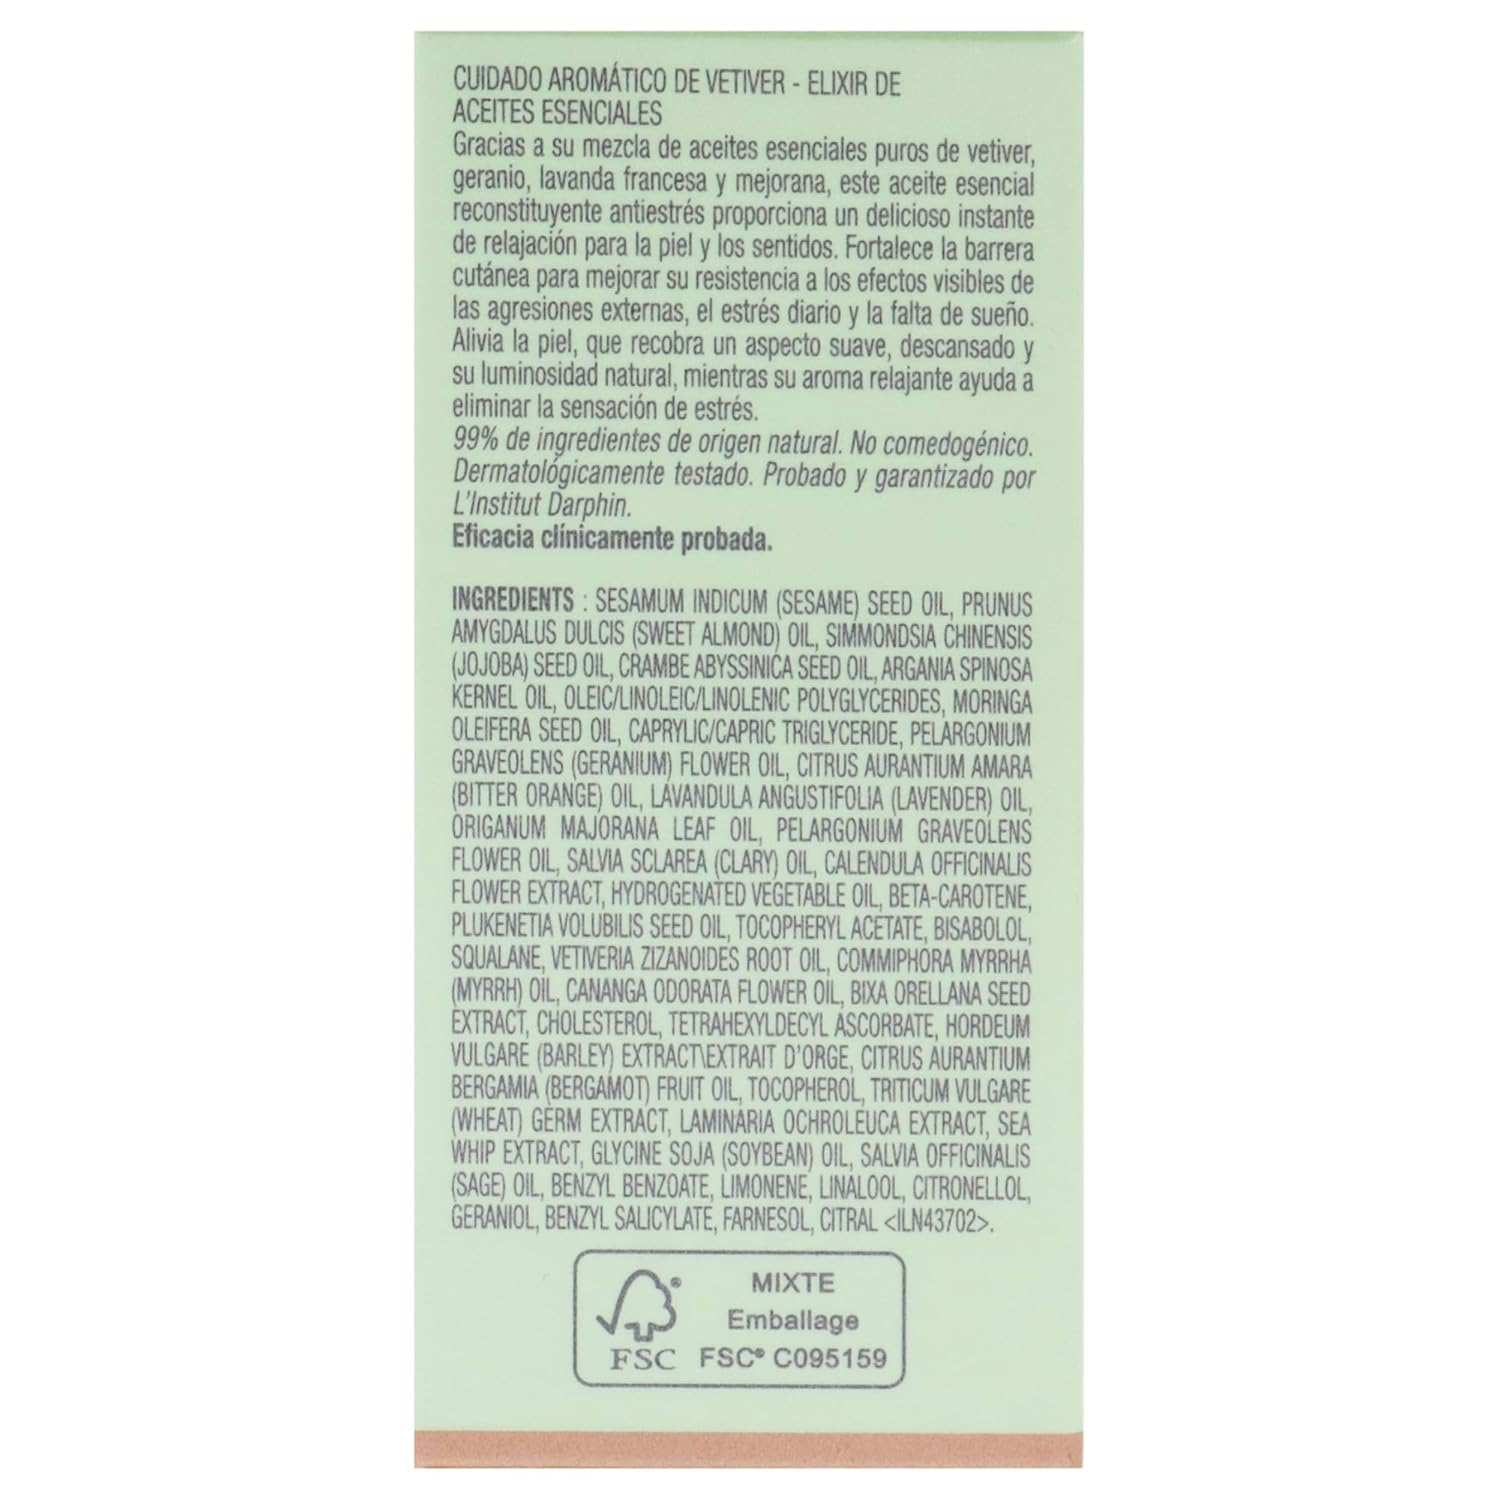 CUIDADO AROMÁTICO DE VETIVER - ELIXIR DE
ACEITES ESENCIALES
Gracias a su mezcla de aceites esenciales puros de vetiver,
geranio, lavanda francesa y mejorana, este aceite esencial
reconstituyente antiestrés proporciona un delicioso instante
de relajación para la piel y los sentidos. Fortalece la barrera
cutánea para mejorar su resistencia a los efectos visibles de
las agresiones externas, el estrés diario y la falta de sueño.
Alivia la piel, que recobra un aspecto suave, descansado y
su luminosidad natural, mientras su aroma relajante ayuda a
eliminar la sensación de estrés.
99% de ingredientes de origen natural. No comedogénico.
Dermatológicamente testado. Probado y garantizado por
L'Institut Darphin.
Eficacia clínicamente probada.
INGREDIENTS : SESAMUM INDICUM (SESAME) SEED OIL, PRUNUS
AMYGDALUS DULCIS (SWEET ALMOND) OIL, SIMMONDSIA CHINENSIS
(JOJOBA) SEED OIL, CRAMBE ABYSSINICA SEED OIL, ARGANIA SPINOSA
KERNEL OIL, OLEIC/LINOLEIC/LINOLENIC POLYGLYCERIDES, MORINGA
OLEIFERA SEED OIL, CAPRYLIC/CAPRIC TRIGLYCERIDE, PELARGONIUM
GRAVEOLENS (GERANIUM) FLOWER OIL, CITRUS AURANTIUM AMARA
(BITTER ORANGE) OIL, LAVANDULA ANGUSTIFOLIA (LAVENDER) OIL,
ORIGANUM MAJORANA LEAF OIL, PELARGONIUM GRAVEOLENS
FLOWER OIL, SALVIA SCLAREA (CLARY) OIL, CALENDULA OFFICINALIS
FLOWER EXTRACT, HYDROGENATED VEGETABLE OIL, BETA-CAROTENE,
PLUKENETIA VOLUBILIS SEED OIL, TOCOPHERYL ACETATE, BISABOLOL,
SQUALANE, VETIVERIA ZIZANOIDES ROOT OIL, COMMIPHORA MYRRHA
(MYRRH) OIL, CANANGA ODORATA FLOWER OIL, BIXA ORELLANA SEED
EXTRACT, CHOLESTEROL, TETRAHEXYLDECYL ASCORBATE, HORDEUM
VULGARE (BARLEY) EXTRACT\EXTRAIT D'ORGE, CITRUS AURANTIUM
BERGAMIA (BERGAMOT) FRUIT OIL, TOCOPHEROL, TRITICUM VULGARE
(WHEAT) GERM EXTRACT, LAMINARIA OCHROLEUCA EXTRACT, SEA
WHIP EXTRACT, GLYCINE SOJA (SOYBEAN) OIL, SALVIA OFFICINALIS
(SAGE) OIL, BENZYL BENZOATE, LIMONENE, LINALOOL, CITRONELLOL,
GERANIOL, BENZYL SALICYLATE, FARNESOL, CITRAL <ILN43702>.
MIXTE
Emballage
FSC FSC® C095159